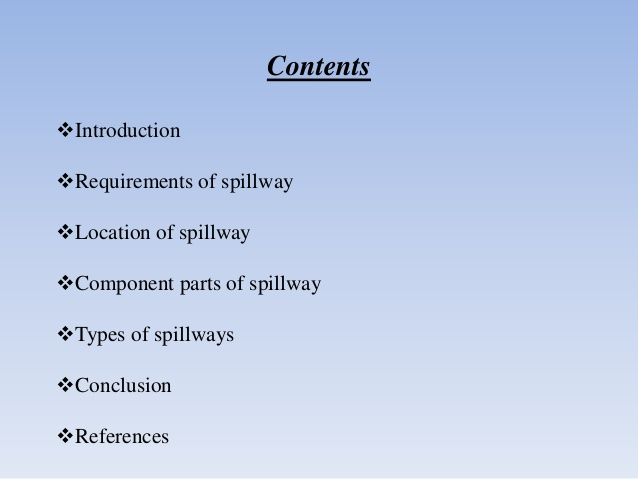 Contents
❖Introduction
❖Requirements of spillway
❖Location of spillway
❖Component parts of spillway
❖Types of spillways
❖Conclusion
❖References